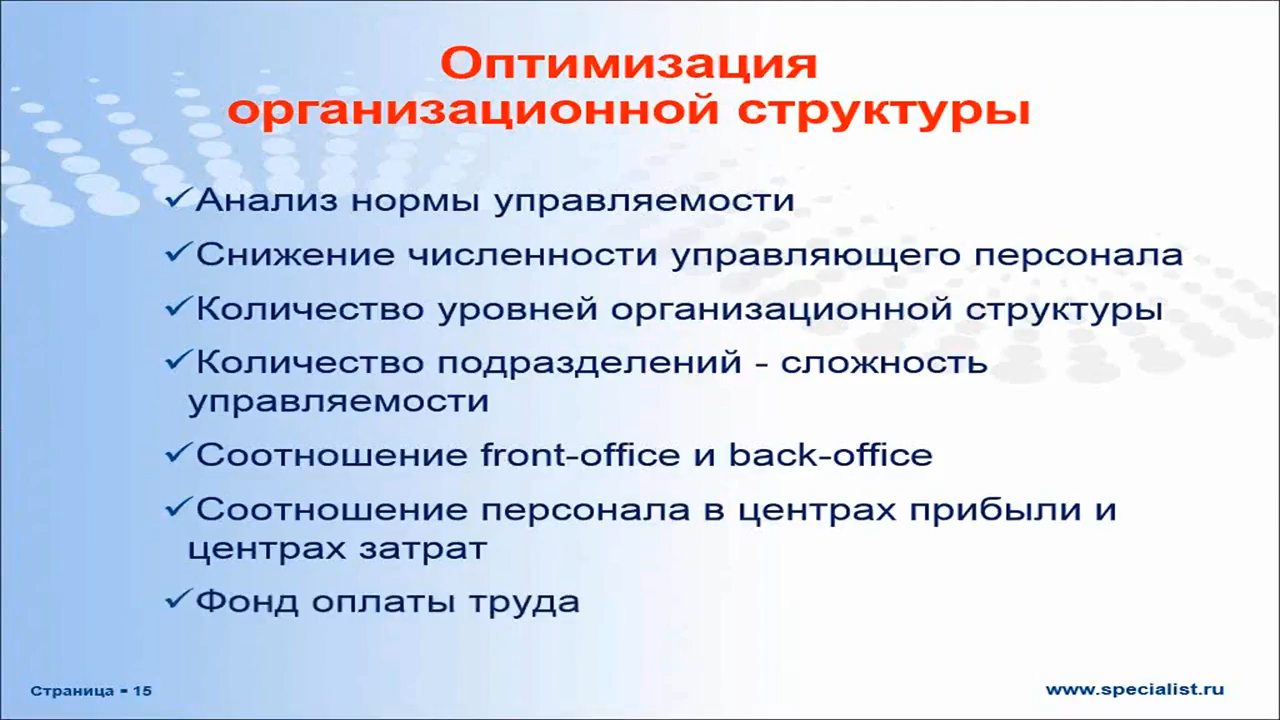 Оптимизация
организационной структуры
✓Анализ нормы управляемости
✓Снижение численности управляющего персонала
✓Количество уровней организационной структуры
✓Количество подразделений - сложность
управляемости
✓Соотношение front-office и back-office
✓Соотношение персонала в центрах прибыли и
центрах затрат
✓Фонд оплаты труда
Страница ▪ 15
www.specialist.ru